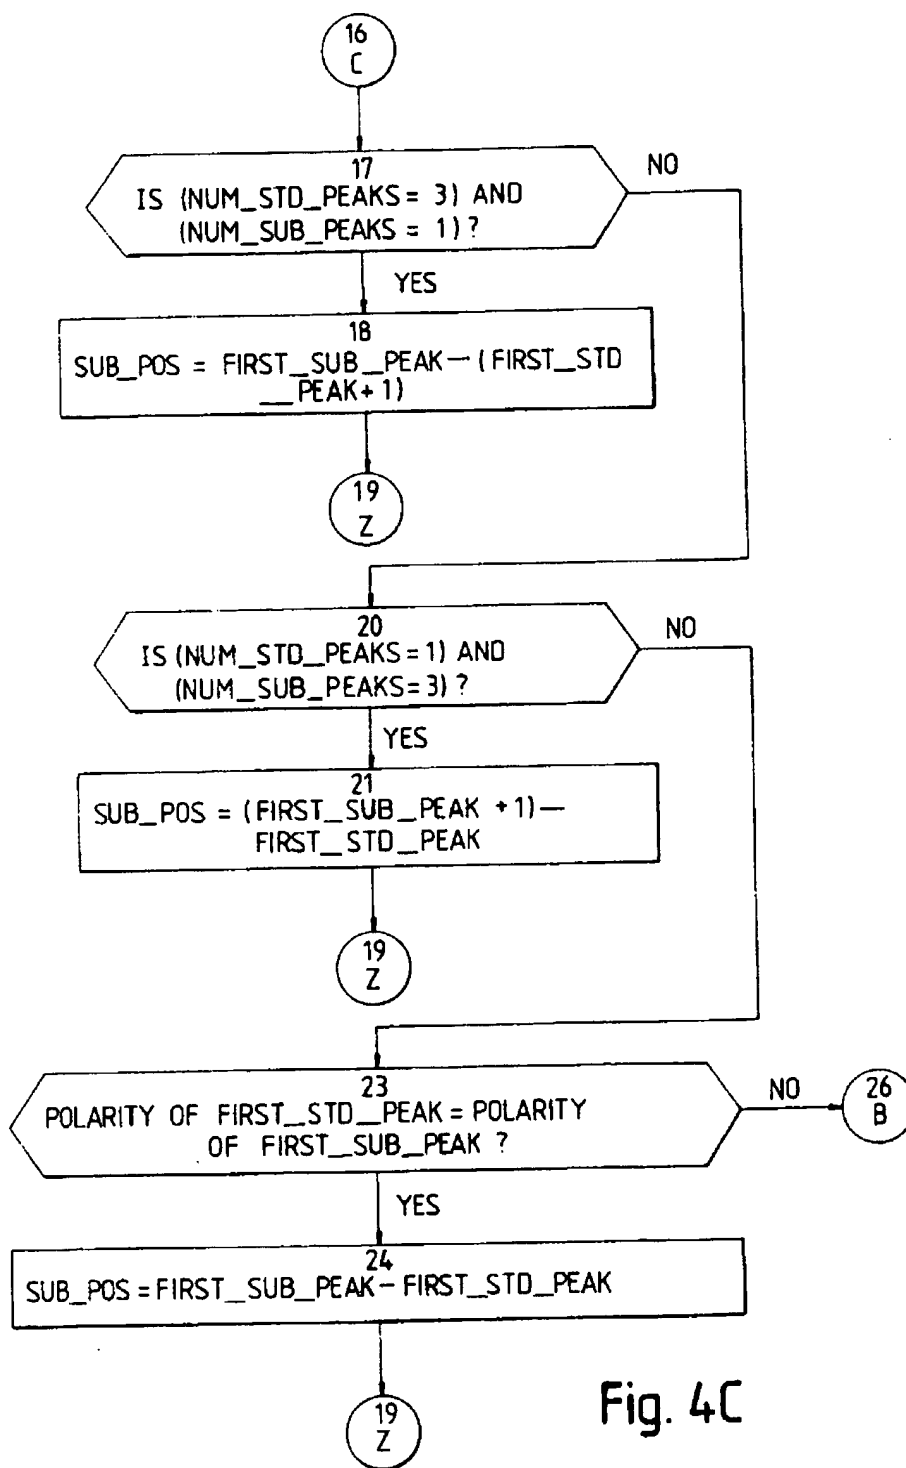 16
C
17
IS (NUM_STD_PEAKS = 3) AND
(NUM_SUB_PEAKS = 1) ?
NO
YES
18
SUB_POS = FIRST_SUB_PEAK — (FIRST_STD
__PEAK + 1)
19
Z
20
IS (NUM_STD_PEAKS = 1) AND
(NUM_SUB_PEAKS = 3) ?
NO
YES
21
SUB_POS = (FIRST_SUB_PEAK + 1) —
FIRST_STD_PEAK
19
Z
23
POLARITY OF FIRST_STD_PEAK = POLARITY
OF FIRST_SUB_PEAK ?
NO
26
B
YES
24
SUB_POS = FIRST_SUB_PEAK — FIRST_STD_PEAK
19
Z
Fig. 4C